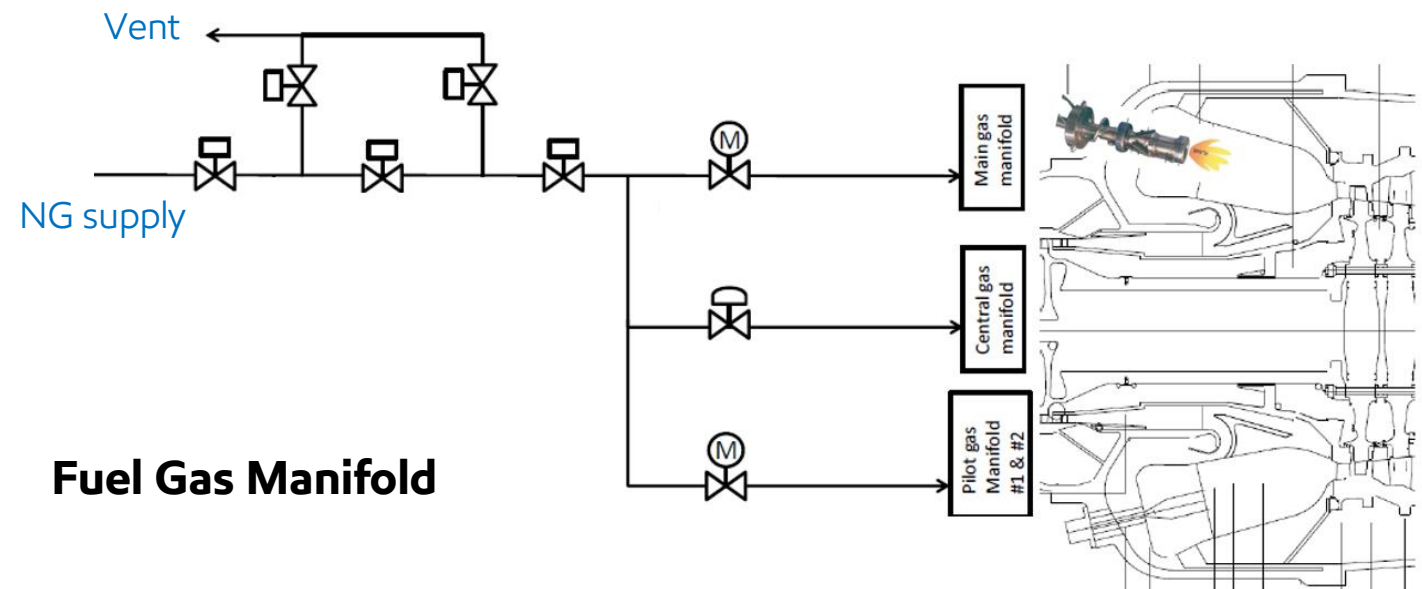 Vent
NG supply
M
Main gas
manifold
Central gas
manifold
M
Pilot gas
Manifold
#1 & #2
Fuel Gas Manifold